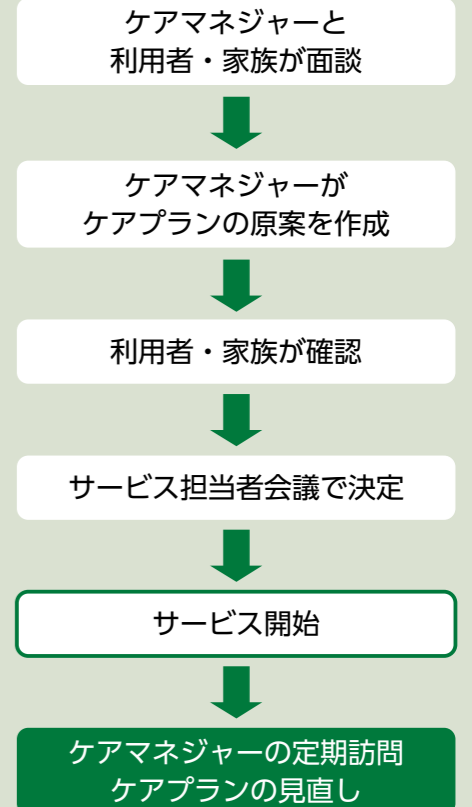 ケアマネジャーと
利用者・家族が面談
ケアマネジャーが
ケアプランの原案を作成
利用者・家族が確認
サービス担当者会議で決定
サービス開始
ケアマネジャーの定期訪問
ケアプランの見直し